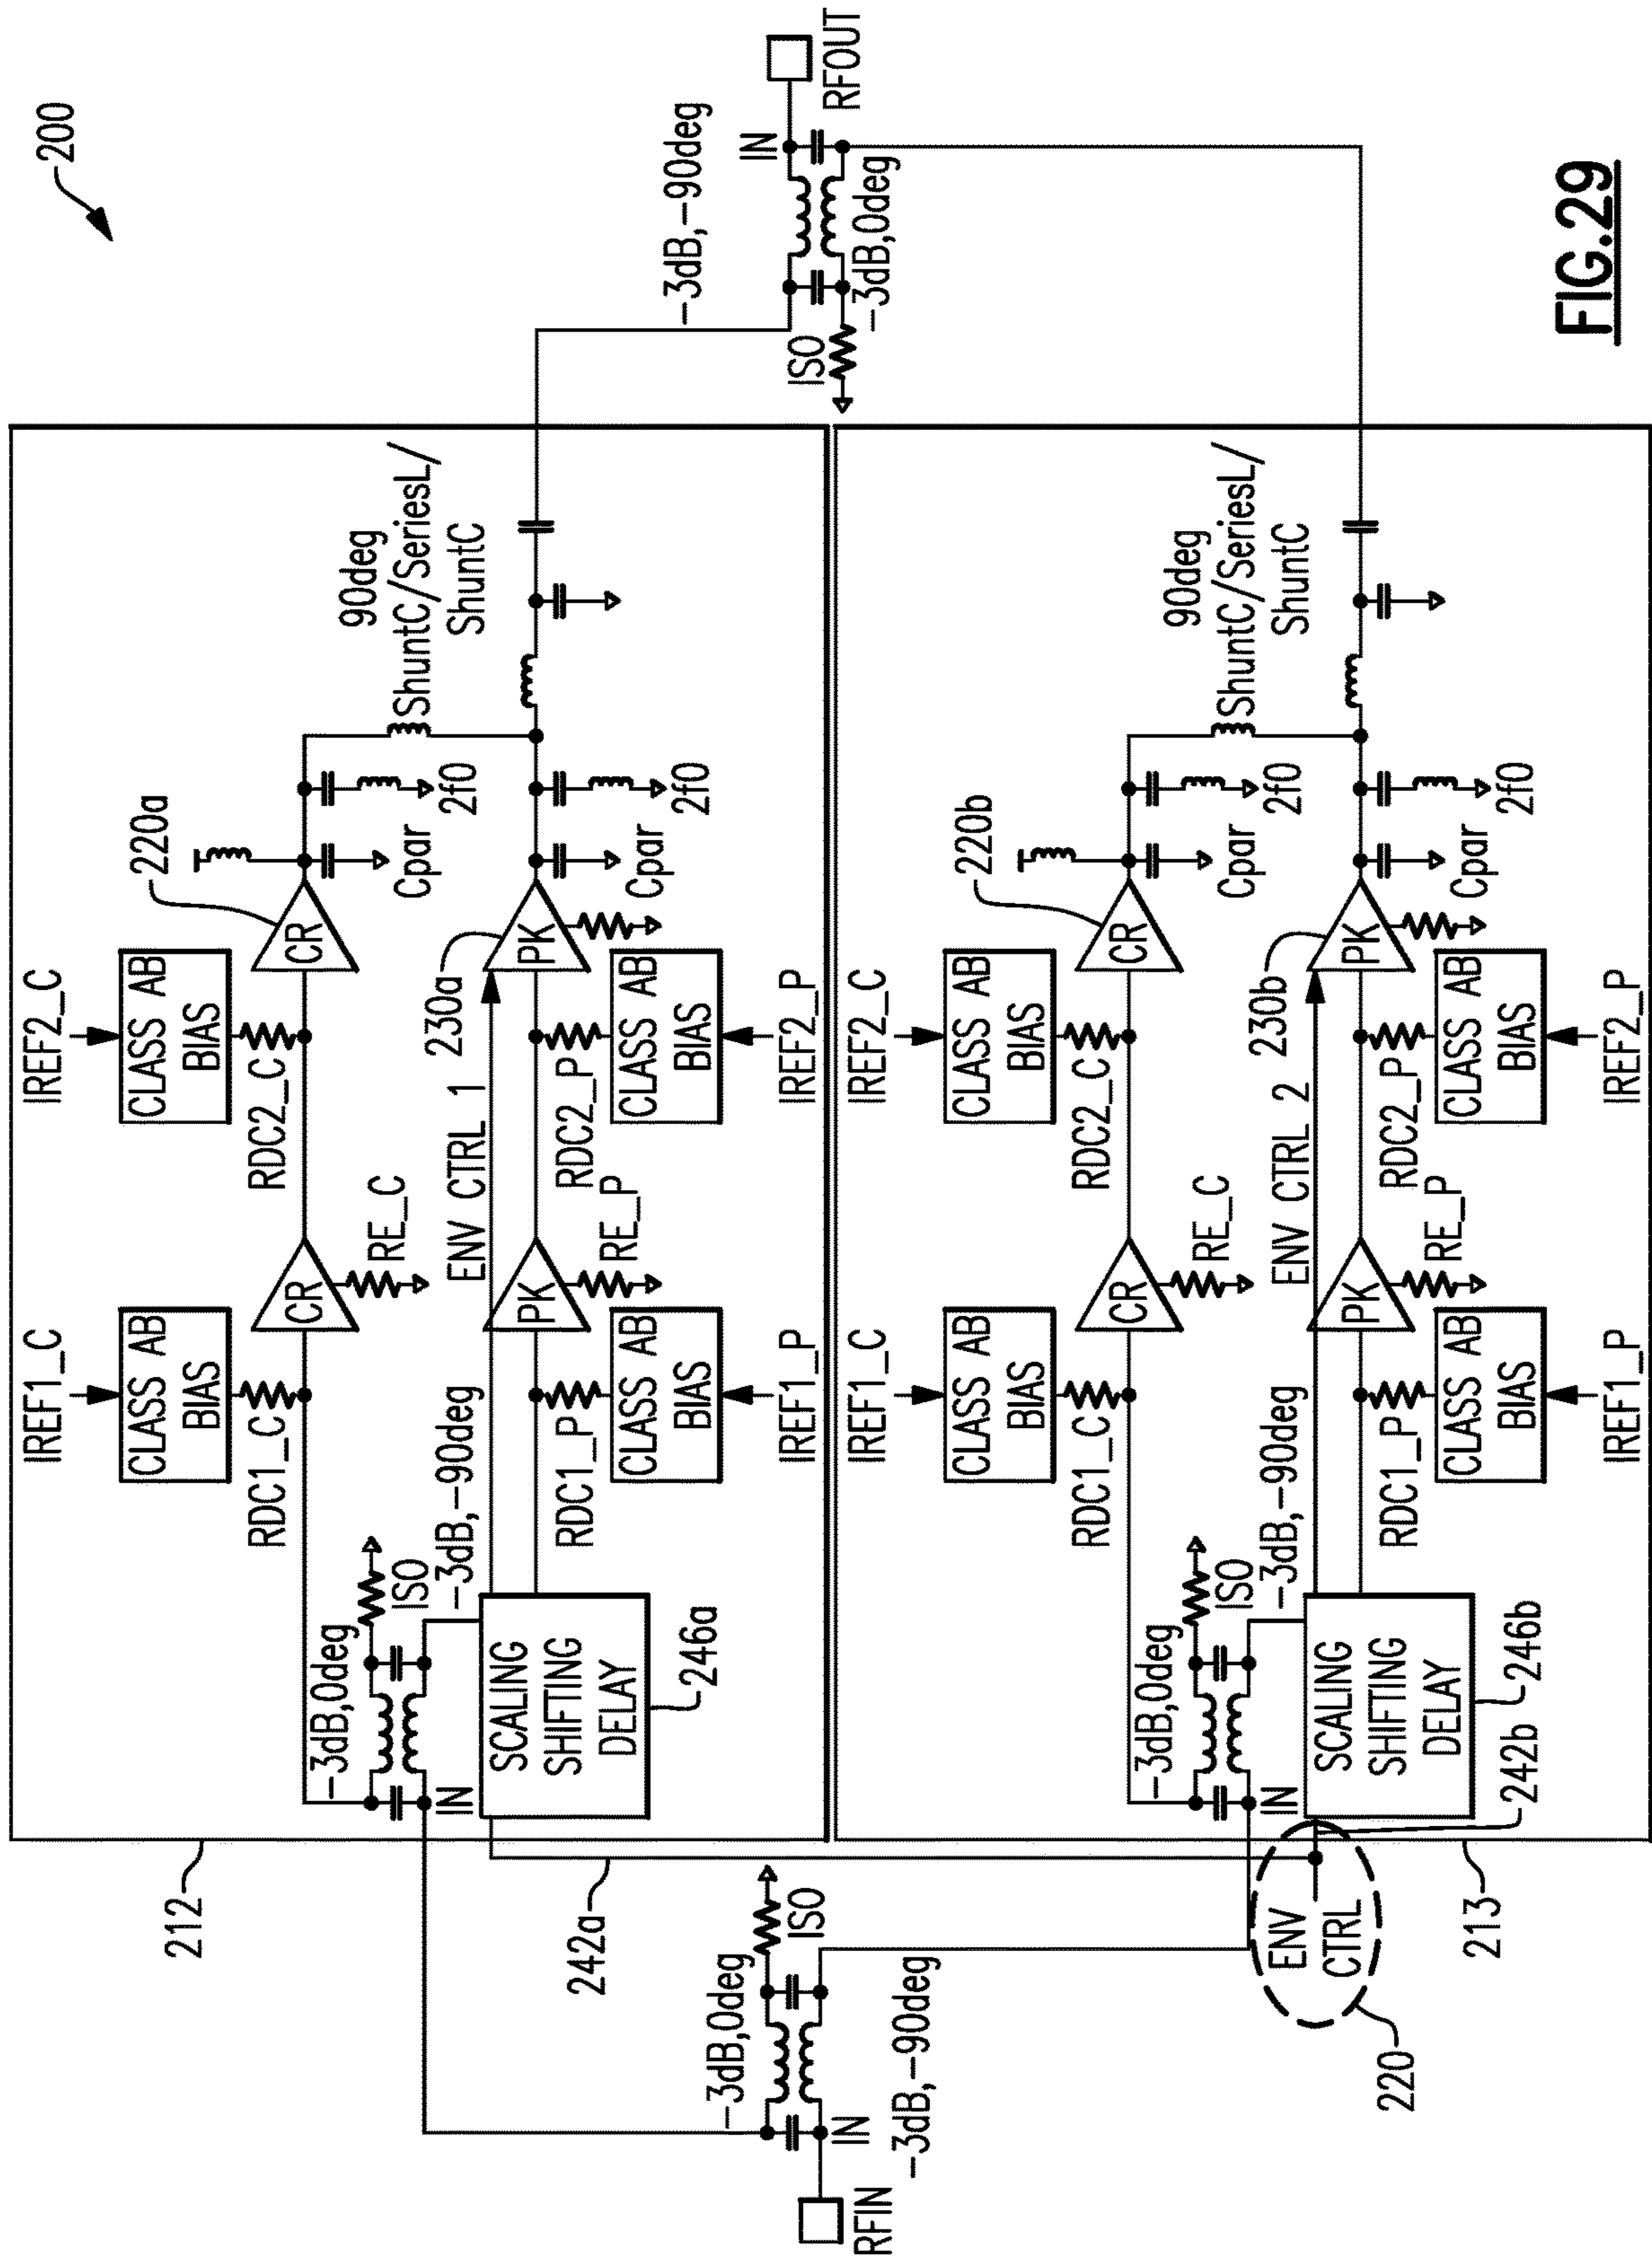 200
212
IREF1_C
CLASS AB
BIAS
RDC1_C
IREF2_C
CLASS AB
BIAS
RDC2_C
220a
CR
CR
RE_C
Cpar
2f0
90deg
ShuntC/SeriesL/
ShuntC
-3dB,0deg
ISO
IN
-3dB,-90deg
ENV CTRL 1
230a
SCALING
SHIFTING
DELAY
246a
PK
PK
RE_P
Cpar
2f0
RDC1_P
CLASS AB
BIAS
IREF1_P
RDC2_P
CLASS AB
BIAS
IREF2_P
242a
-3dB,0deg
ISO
RFIN
IN
-3dB,-90deg
-3dB,-90deg
IN
RFOUT
ISO
-3dB,0deg
IREF1_C
CLASS AB
BIAS
RDC1_C
IREF2_C
CLASS AB
BIAS
RDC2_C
220b
CR
CR
RE_C
Cpar
2f0
90deg
ShuntC/SeriesL/
ShuntC
-3dB,0deg
ISO
IN
-3dB,-90deg
ENV CTRL 2
230b
ENV
CTRL
220
SCALING
SHIFTING
DELAY
242b
246b
PK
PK
RE_P
Cpar
2f0
RDC1_P
CLASS AB
BIAS
IREF1_P
RDC2_P
CLASS AB
BIAS
IREF2_P
213
FIG.29